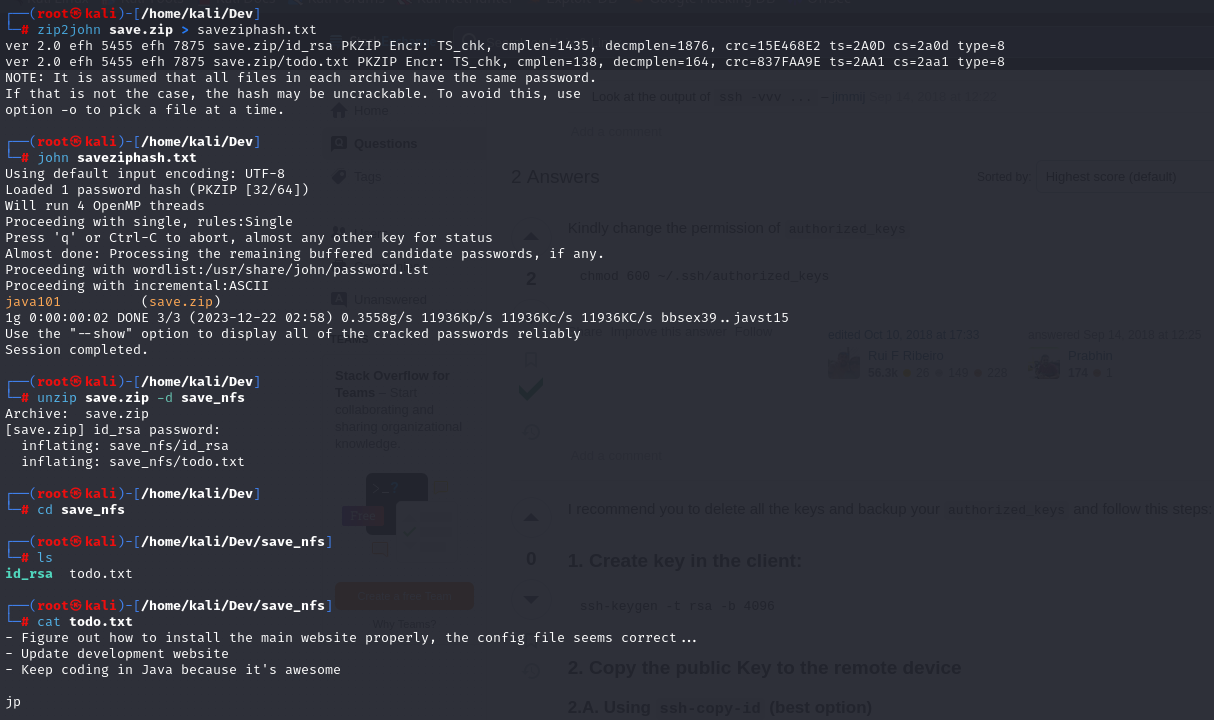 ┌──(root㉿kali)-[/home/kali/Dev]
└─# zip2john save.zip > saveziphash.txt
ver 2.0 efh 5455 efh 7875 save.zip/id_rsa PKZIP Encr: TS_chk, cmplen=1435, decmplen=1876, crc=15E468E2 ts=2A0D cs=2a0d type=8
ver 2.0 efh 5455 efh 7875 save.zip/todo.txt PKZIP Encr: TS_chk, cmplen=138, decmplen=164, crc=837FAA9E ts=2AA1 cs=2aa1 type=8
NOTE: It is assumed that all files in each archive have the same password.
If that is not the case, the hash may be uncrackable. To avoid this, use
option -o to pick a file at a time.
┌──(root㉿kali)-[/home/kali/Dev]
└─# john saveziphash.txt
Using default input encoding: UTF-8
Loaded 1 password hash (PKZIP [32/64])
Will run 4 OpenMP threads
Proceeding with single, rules:Single
Press 'q' or Ctrl-C to abort, almost any other key for status
Almost done: Processing the remaining buffered candidate passwords, if any.
Proceeding with wordlist:/usr/share/john/password.lst
Proceeding with incremental:ASCII
java101          (save.zip)
1g 0:00:00:02 DONE 3/3 (2023-12-22 02:58) 0.3558g/s 11936Kp/s 11936Kc/s 11936KC/s bbsex39..javst15
Use the "--show" option to display all of the cracked passwords reliably
Session completed.
┌──(root㉿kali)-[/home/kali/Dev]
└─# unzip save.zip -d save_nfs
Archive:  save.zip
[save.zip] id_rsa password:
  inflating: save_nfs/id_rsa
  inflating: save_nfs/todo.txt
┌──(root㉿kali)-[/home/kali/Dev]
└─# cd save_nfs
┌──(root㉿kali)-[/home/kali/Dev/save_nfs]
└─# ls
id_rsa  todo.txt
┌──(root㉿kali)-[/home/kali/Dev/save_nfs]
└─# cat todo.txt
- Figure out how to install the main website properly, the config file seems correct...
- Update development website
- Keep coding in Java because it's awesome
jp
Look at the output of ssh -vvv ....
Home
Questions
Tags
Unanswered
Stack Overflow for
Teams – Start
collaborating and
sharing organizational
knowledge.
>_?
Free
Create a free Team
Why Teams?
Add a comment
2 Answers
Sorted by:
Highest score (default)
Kindly change the permission of authorized_keys
2
chmod 600 ~/.ssh/authorized_keys
edited Oct 10, 2018 at 17:33
Rui F Ribeiro
Add a comment
I recommend you to delete all the keys and backup your authorized_keys and follow this steps:
0
1. Create key in the client:
ssh-keygen -t rsa -b 4096
2. Copy the public Key to the remote device
2.A. Using ssh-copy-id (best option)